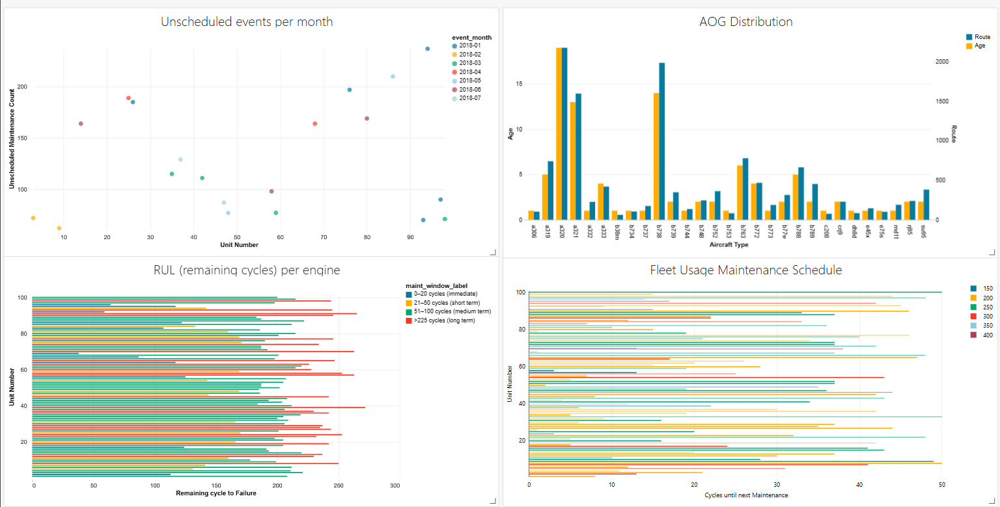 Unscheduled events per month
event_month
2018-01
2018-02
2018-03
2018-04
2018-05
2018-06
2018-07
Unscheduled Maintenance Count
200
150
100
10 20 30 40 50 60 70 80 90
Unit Number
AOG Distribution
Route
Age
Age
15
10
5
0
2000
1500
1000
500
0
Route
a306 a319 a320 a321 a332 a333 b38m b734 b737 b738 b739 b744 b748 b752 b753 b763 b772 b773 b77w b788 b789 c208 crj9 dh8d e45x e75s md11 rj85 su95
Aircraft Type
RUL (remaining cycles) per engine
maint_window_label
0–20 cycles (immediate)
21–50 cycles (short term)
51–100 cycles (medium term)
>225 cycles (long term)
Unit Number
100
80
60
40
20
0 50 100 150 200 250 300
Remaining cycle to Failure
Fleet Usage Maintenance Schedule
150
200
250
300
350
400
Unit Number
100
80
60
40
20
0 10 20 30 40 50
Cycles until next Maintenance